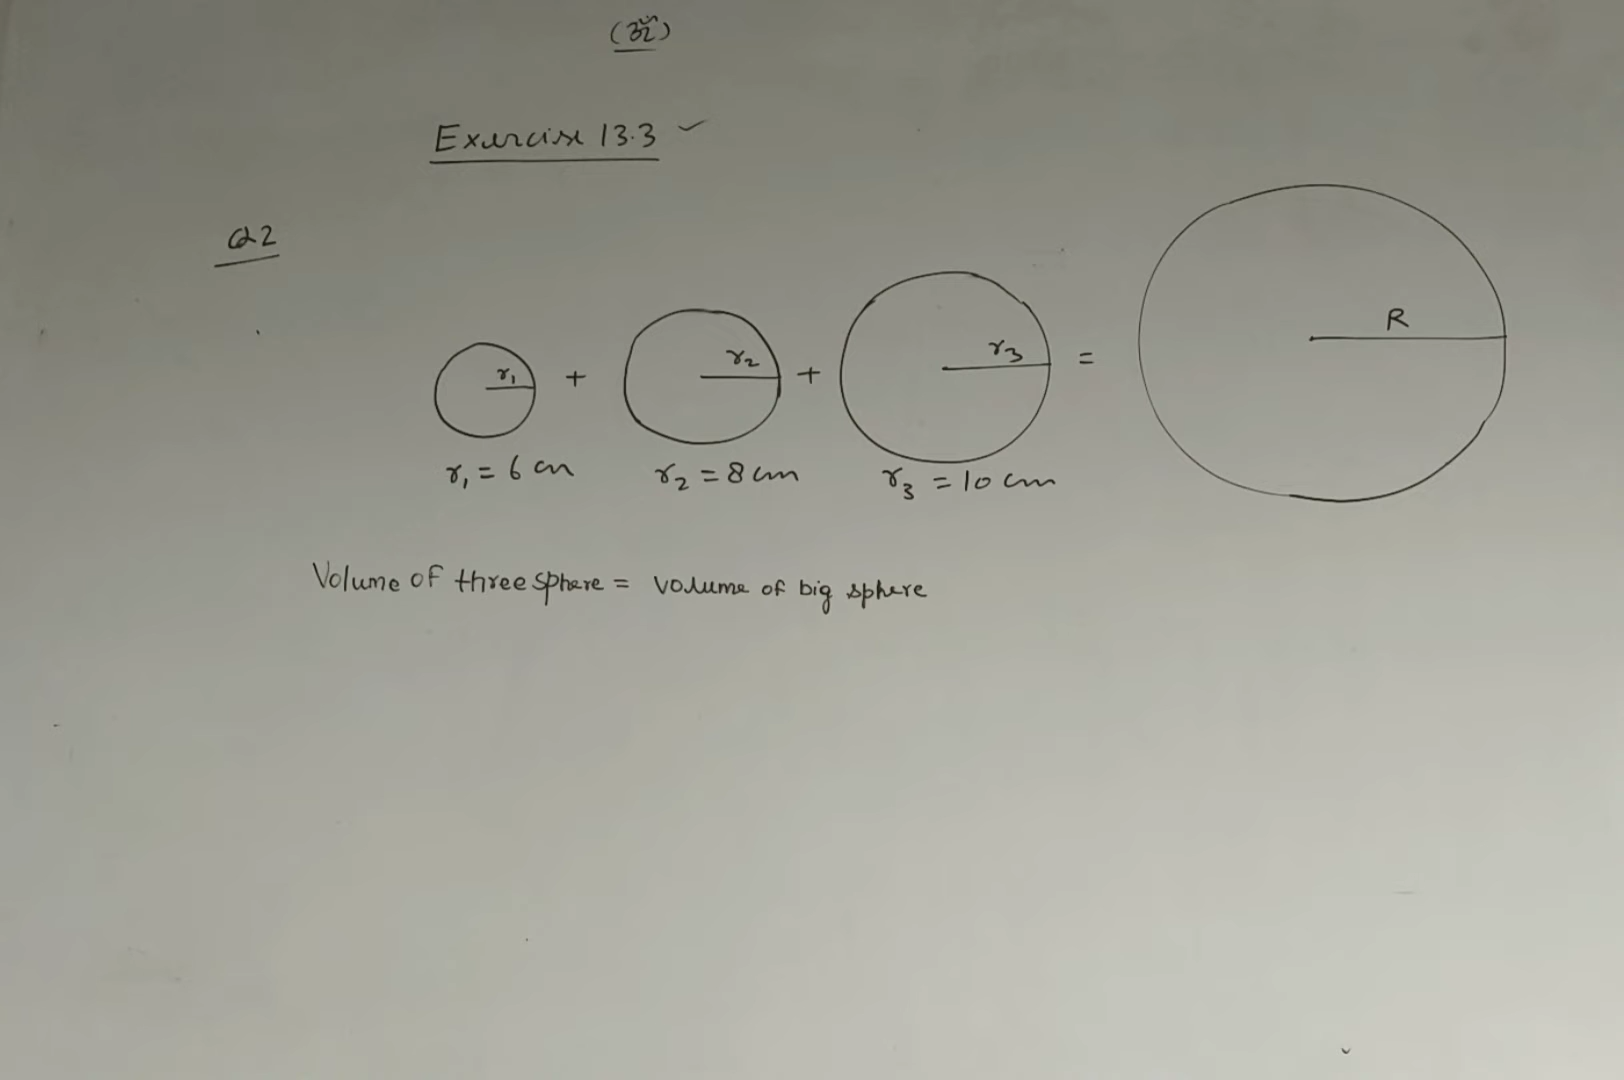 (ॐ)
Exercise 13.3
Q2
r₁ + r₂ + r₃ = R
r₁ = 6 cm r₂ = 8 cm r₃ = 10 cm
Volume of three sphere = volume of big sphere